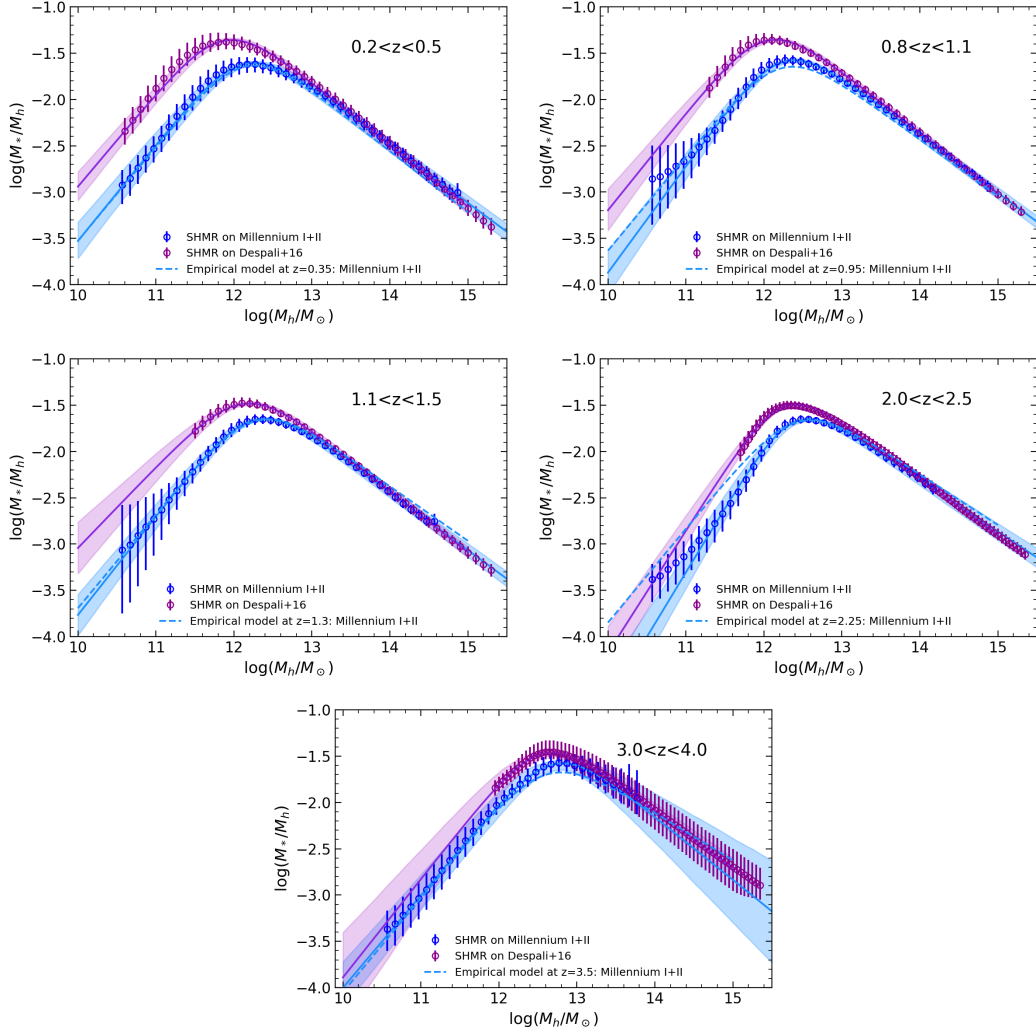 0.2<z<0.5
log(M*/Mh)
−1.0
−1.5
−2.0
−2.5
−3.0
−3.5
−4.0
SHMR on Millennium I+II
SHMR on Despali+16
Empirical model at z=0.35: Millennium I+II
10 11 12 13 14 15
log(Mh/M⊙)
0.8<z<1.1
log(M*/Mh)
−1.0
−1.5
−2.0
−2.5
−3.0
−3.5
−4.0
SHMR on Millennium I+II
SHMR on Despali+16
Empirical model at z=0.95: Millennium I+II
10 11 12 13 14 15
log(Mh/M⊙)
1.1<z<1.5
log(M*/Mh)
−1.0
−1.5
−2.0
−2.5
−3.0
−3.5
−4.0
SHMR on Millennium I+II
SHMR on Despali+16
Empirical model at z=1.3: Millennium I+II
10 11 12 13 14 15
log(Mh/M⊙)
2.0<z<2.5
log(M*/Mh)
−1.0
−1.5
−2.0
−2.5
−3.0
−3.5
−4.0
SHMR on Millennium I+II
SHMR on Despali+16
Empirical model at z=2.25: Millennium I+II
10 11 12 13 14 15
log(Mh/M⊙)
3.0<z<4.0
log(M*/Mh)
−1.0
−1.5
−2.0
−2.5
−3.0
−3.5
−4.0
SHMR on Millennium I+II
SHMR on Despali+16
Empirical model at z=3.5: Millennium I+II
10 11 12 13 14 15
log(Mh/M⊙)